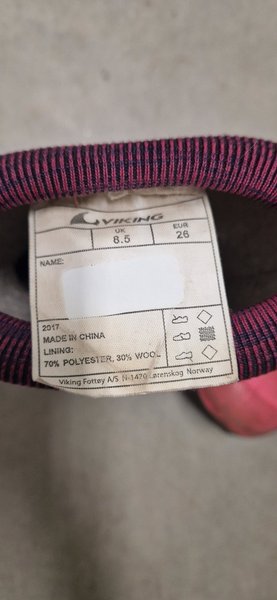 VIKING
UK EUR
8.5 26
NAME:
2017
MADE IN CHINA
LINING:
70% POLYESTER, 30% WOOL
Viking Fottøy A/S N-1470 Lørenskog Norway